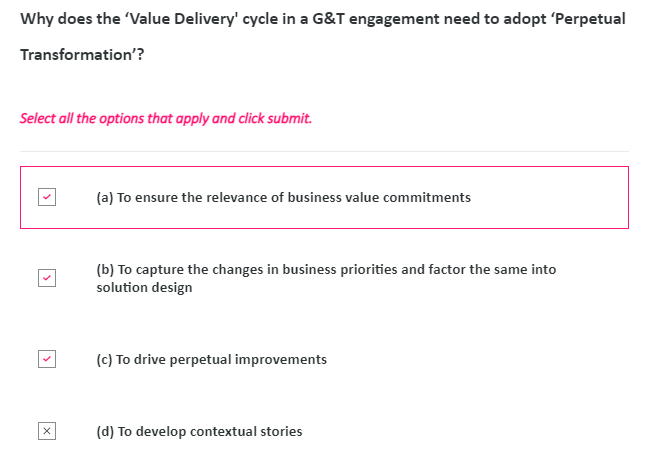 Why does the ‘Value Delivery' cycle in a G&T engagement need to adopt ‘Perpetual
Transformation’?
Select all the options that apply and click submit.
(a) To ensure the relevance of business value commitments
(b) To capture the changes in business priorities and factor the same into
solution design
(c) To drive perpetual improvements
(d) To develop contextual stories